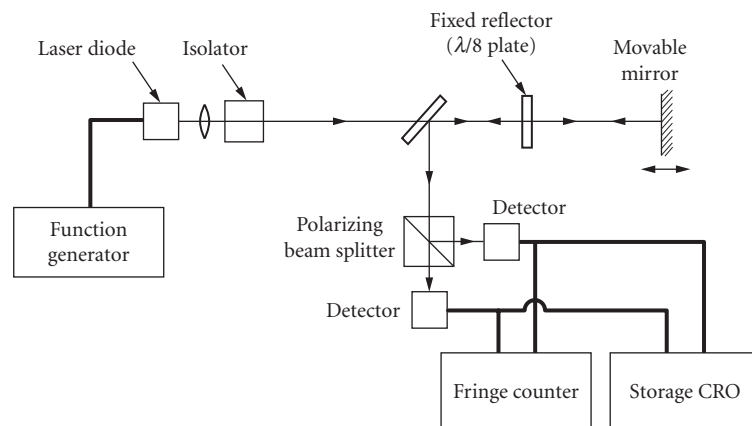 Laser diode
Isolator
Fixed reflector
(λ/8 plate)
Movable
mirror
Function
generator
Polarizing
beam splitter
Detector
Detector
Fringe counter
Storage CRO